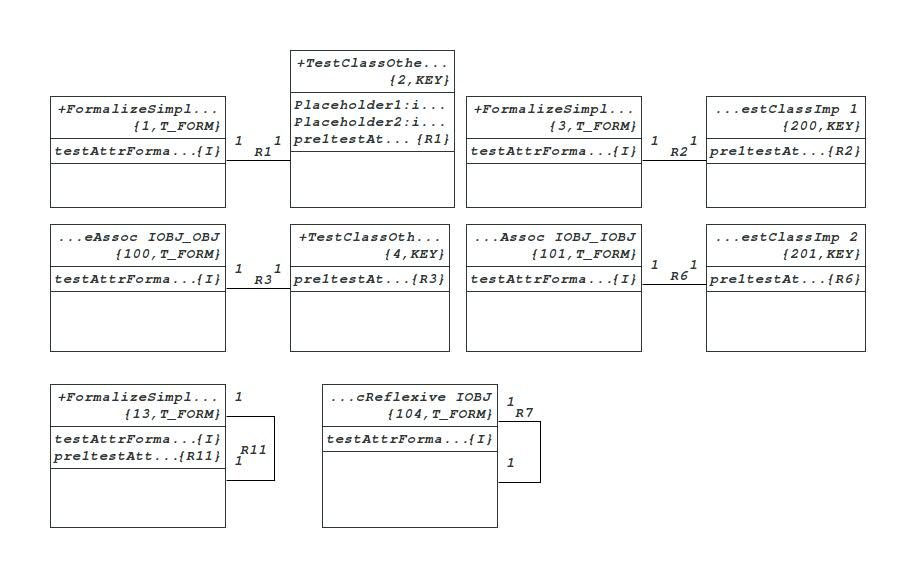 +FormalizeSimpl...
{1,T_FORM}
testAttrForma...{I}
1
1
R1
+TestClassOthe...
{2,KEY}
Placeholder1:i...
Placeholder2:i...
pre1testAt... {R1}
+FormalizeSimpl...
{3,T_FORM}
testAttrForma...{I}
1
1
R2
...estClassImp 1
{200,KEY}
pre1testAt...{R2}
...eAssoc IOBJ_OBJ
{100,T_FORM}
testAttrForma...{I}
1
1
R3
+TestClassOth...
{4,KEY}
pre1testAt...{R3}
...Assoc IOBJ_IOBJ
{101,T_FORM}
testAttrForma...{I}
1
1
R6
...estClassImp 2
{201,KEY}
pre1testAt...{R6}
+FormalizeSimpl...
{13,T_FORM}
testAttrForma...{I}
pre1testAtt...{R11}
1
R11
1
...cReflexive IOBJ
{104,T_FORM}
testAttrForma...{I}
1
R7
1